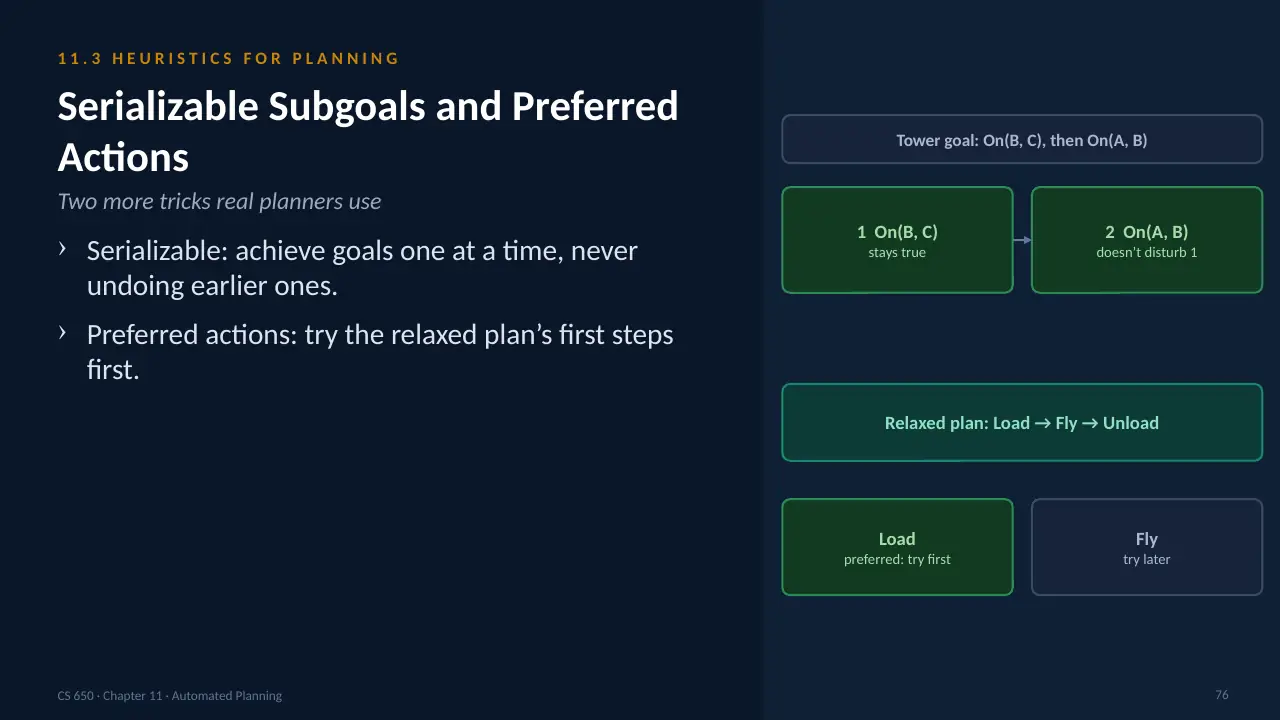 11.3 HEURISTICS FOR PLANNING
Serializable Subgoals and Preferred
Actions
Two more tricks real planners use
› Serializable: achieve goals one at a time, never
undoing earlier ones.
› Preferred actions: try the relaxed plan’s first steps
first.
Tower goal: On(B, C), then On(A, B)
1 On(B, C)
stays true
2 On(A, B)
doesn’t disturb 1
Relaxed plan: Load → Fly → Unload
Load
preferred: try first
Fly
try later
CS 650 · Chapter 11 · Automated Planning
76